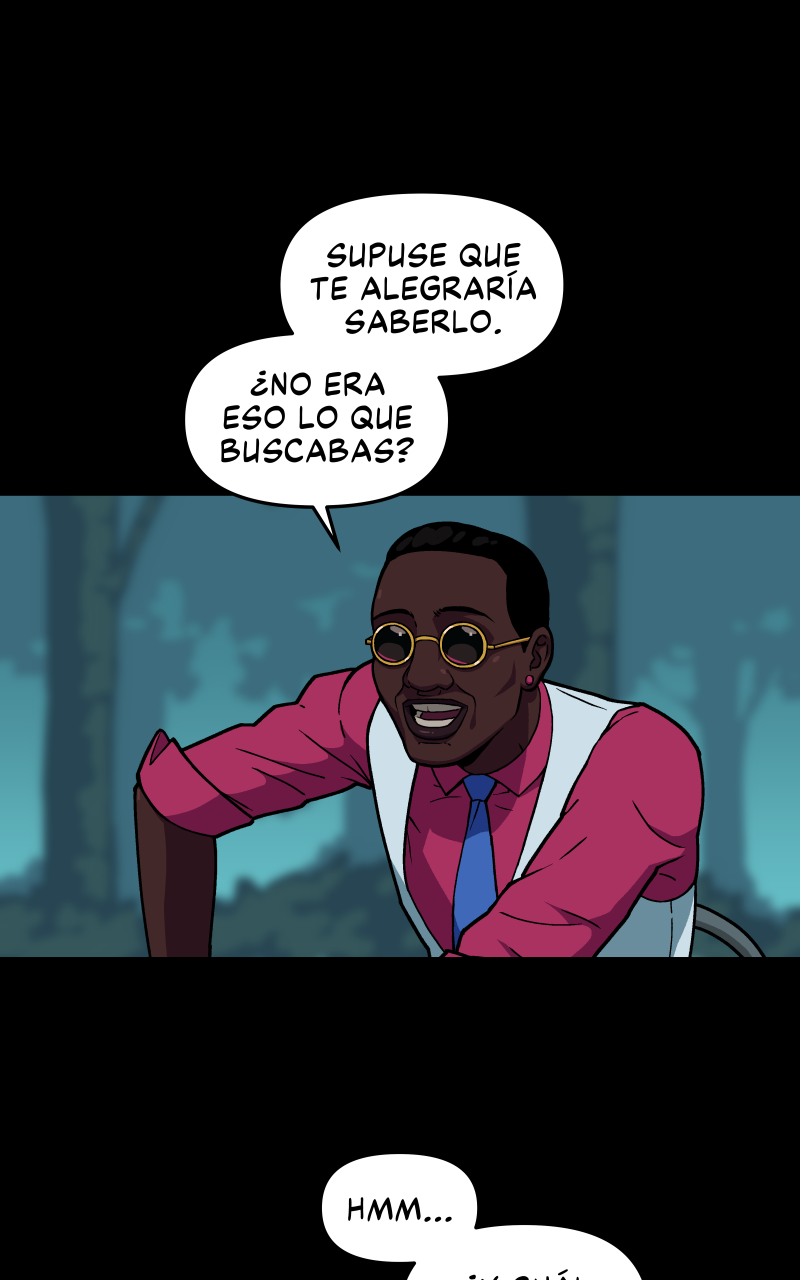 SUPUSE QUE
TE ALEGRARÍA
SABERLO.
¿NO ERA
ESO LO QUE
BUSCABAS?
HMM...